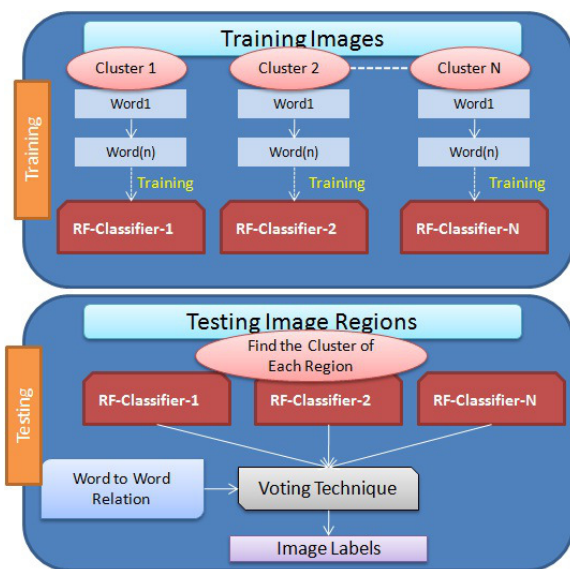 Training Images
Cluster 1
Cluster 2
Cluster N
Training
Word1
Word1
Word1
Word(n)
Word(n)
Word(n)
Training
Training
Training
RF-Classifier-1
RF-Classifier-2
RF-Classifier-N
Testing Image Regions
Find the Cluster of
Each Region
Testing
RF-Classifier-1
RF-Classifier-2
RF-Classifier-N
Word to Word
Relation
Voting Technique
Image Labels